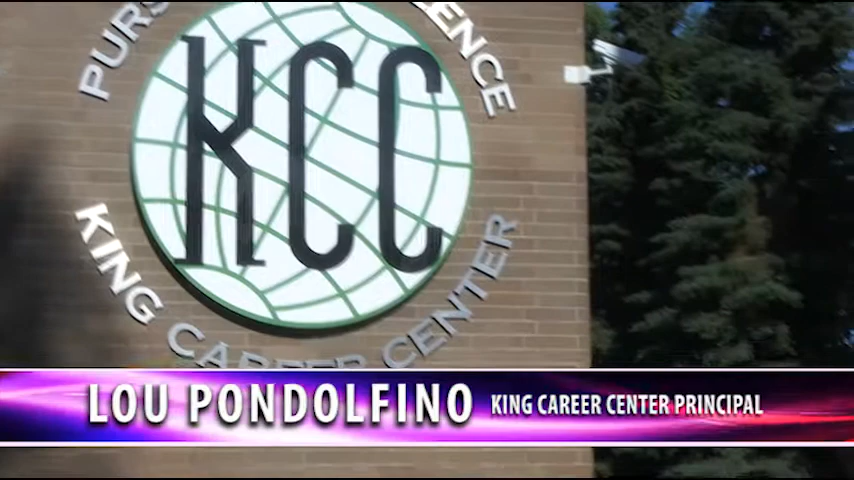 KCC
KING CAREER CENTER
LOU PONDOLFINO KING CAREER CENTER PRINCIPAL